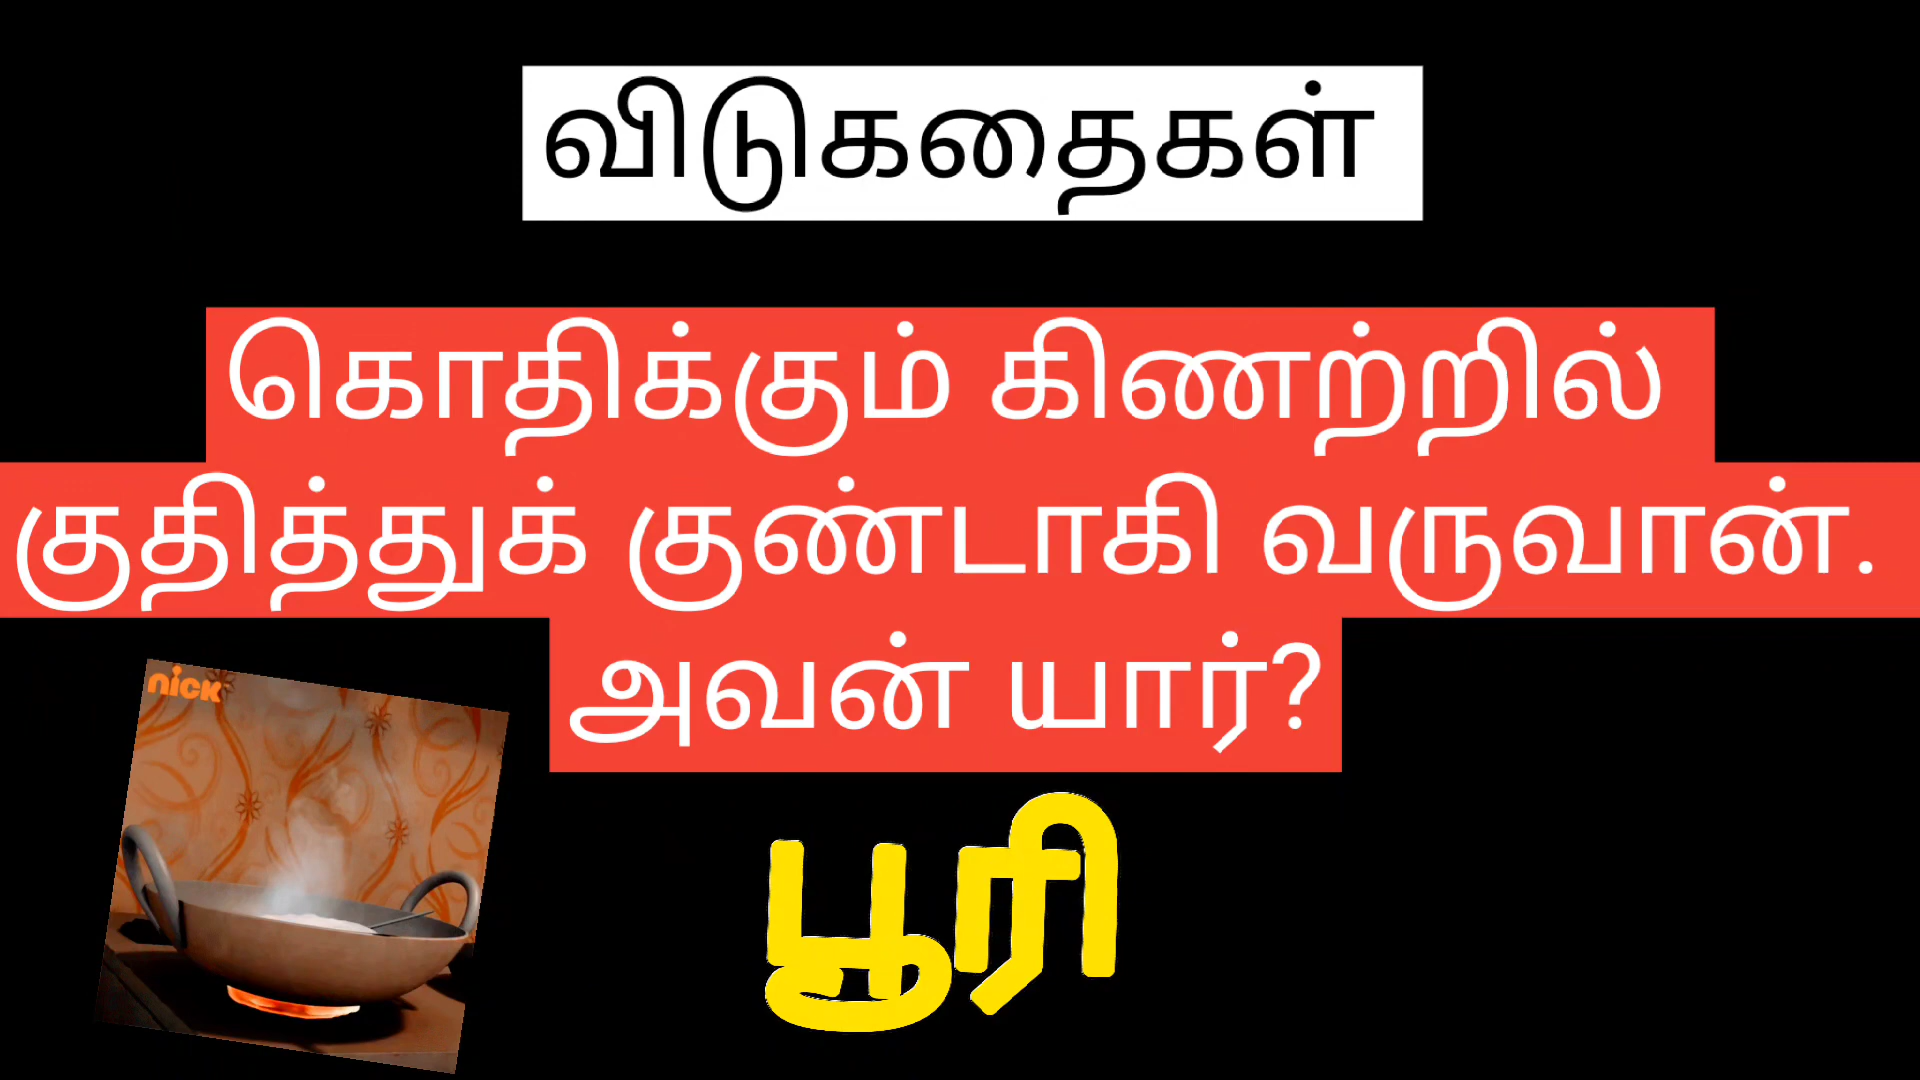 விடுகதைகள்
கொதிக்கும் கிணற்றில்
குதித்துக் குண்டாகி வருவான்.
அவன் யார்?
nick
பூரி